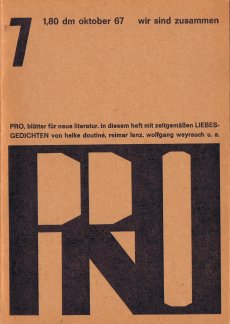 7
1,80 dm oktober 67 wir sind zusammen
PRO, blätter für neue literatur. in diesem heft mit zeitgemäßen LIEBES-
GEDICHTEN von heike doutiné, reimar lenz, wolfgang weyrauch u. a.
PRO